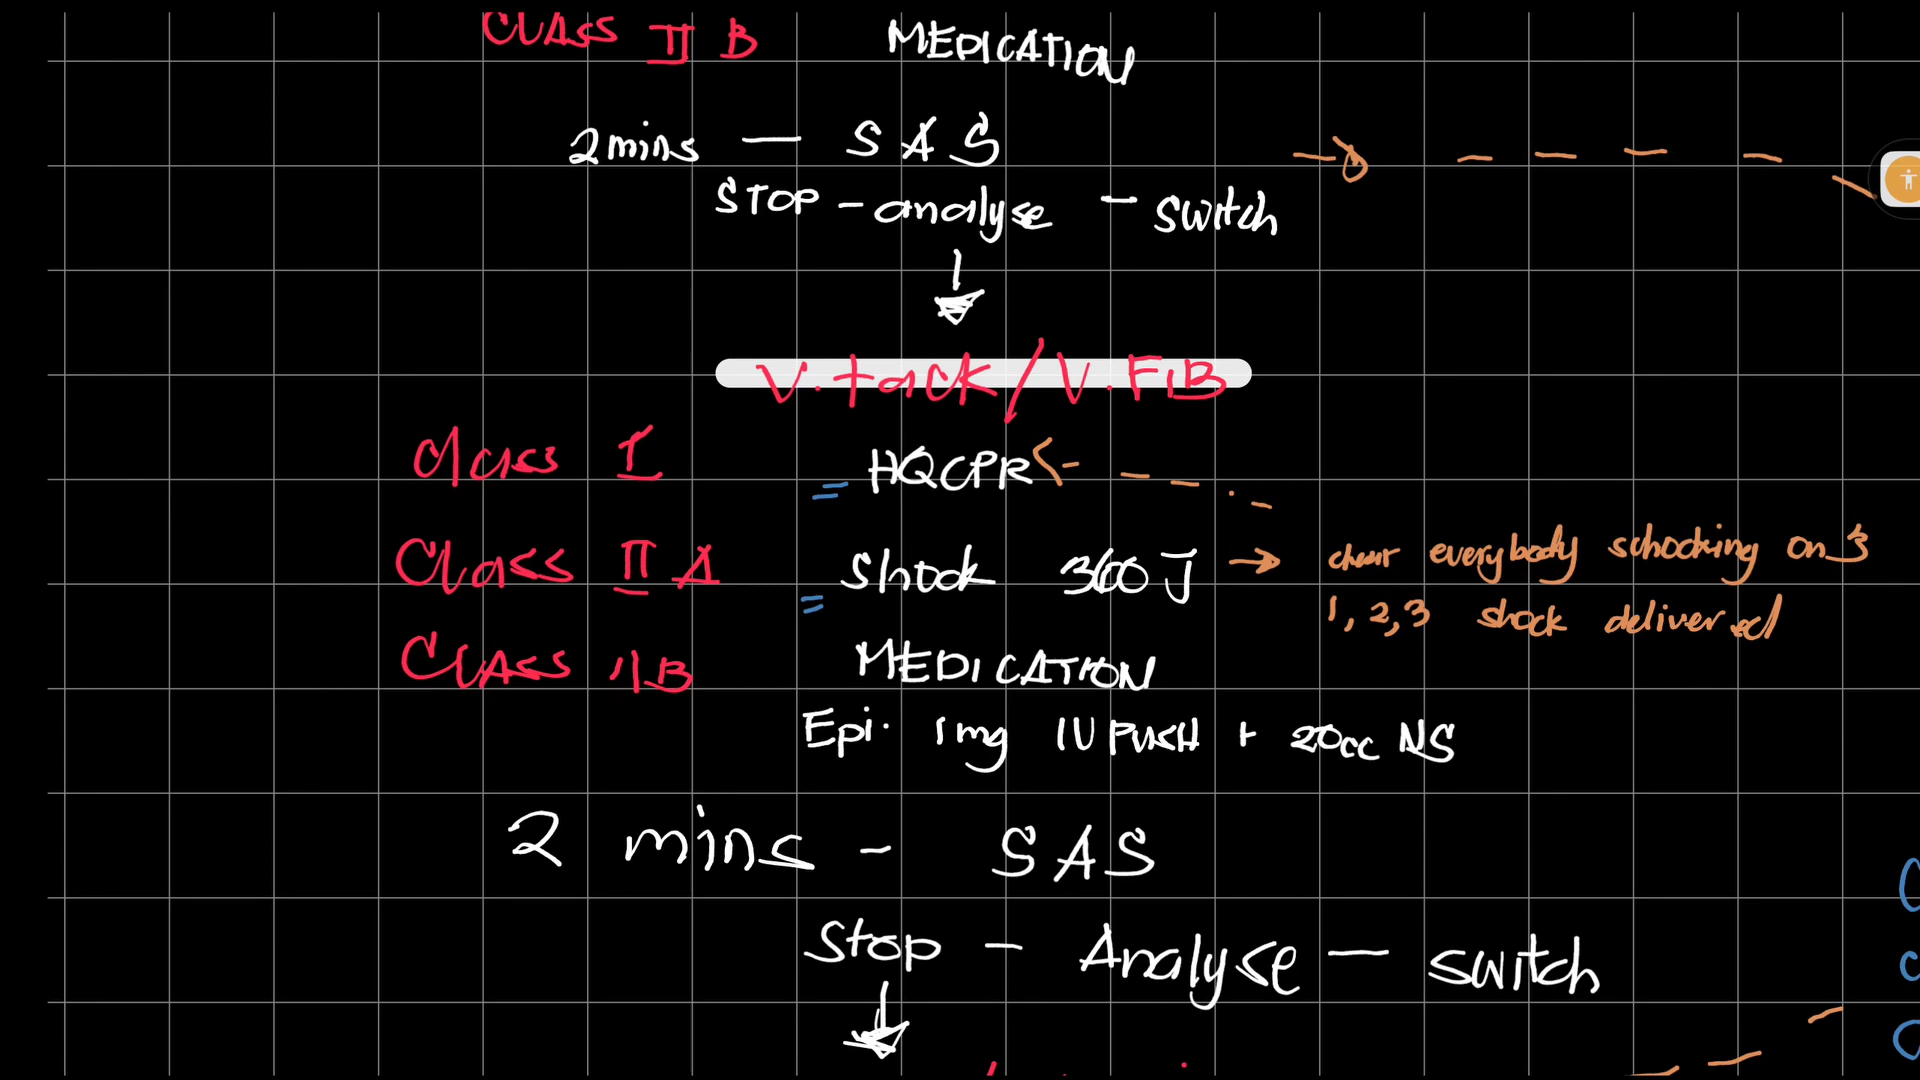 CLASS II B MEDICATION
2mins — SAS
STOP - analyse - switch
V.tack/V.FIB
Class I HQCPR
Class II A Shock 360 J → clear everybody schocking on 3
1, 2, 3 shock delivered
CLASS IIB MEDICATION
Epi. 1mg IV PUSH + 20cc NS
2 mins - SAS
Stop - Analyse - switch